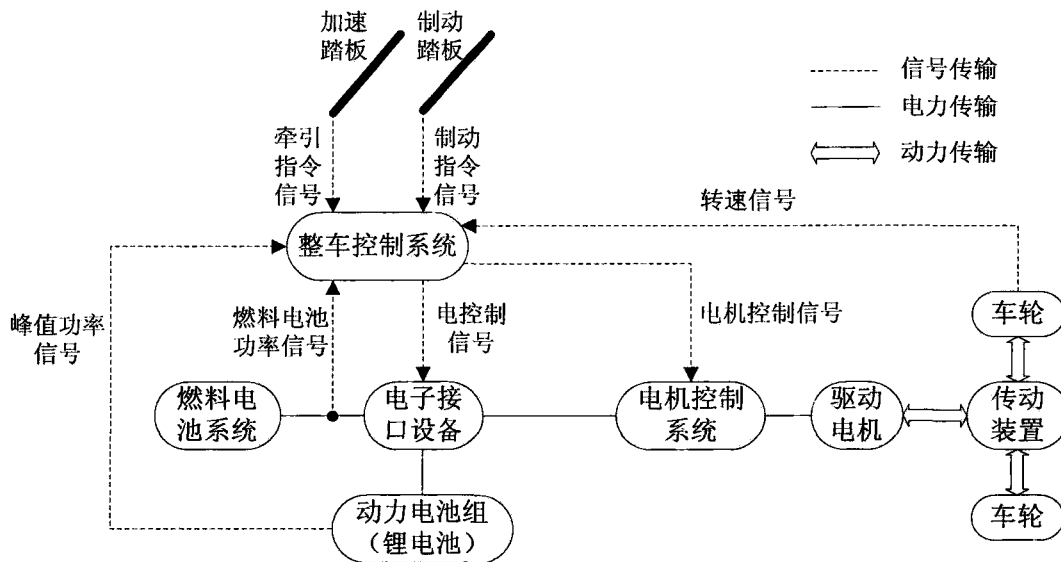 加速
踏板
制动
踏板
信号传输
电力传输
动力传输
牵引
指令
信号
制动
指令
信号
转速信号
整车控制系统
峰值功率
信号
燃料电池
功率信号
电控制
信号
电机控制信号
车轮
燃料电
池系统
电子接
口设备
电机控制
系统
驱动
电机
传动
装置
动力电池组
（锂电池）
车轮